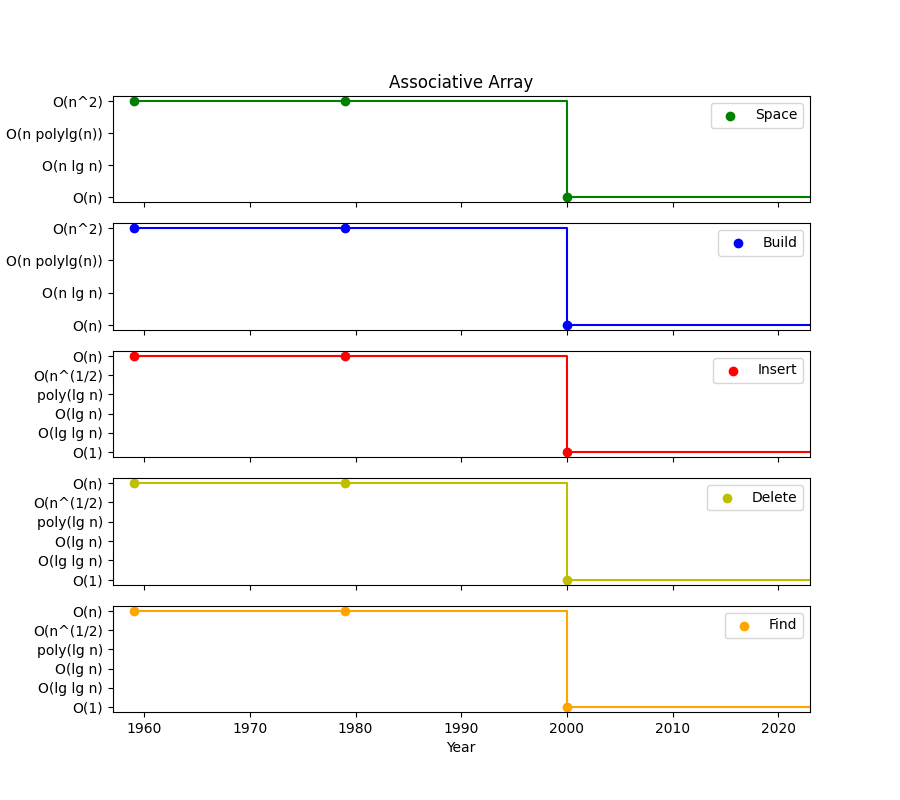 Associative Array
O(n^2)
O(n polylg(n))
O(n lg n)
O(n)
Space
O(n^2)
O(n polylg(n))
O(n lg n)
O(n)
Build
O(n)
O(n^(1/2)
poly(lg n)
O(lg n)
O(lg lg n)
O(1)
Insert
O(n)
O(n^(1/2)
poly(lg n)
O(lg n)
O(lg lg n)
O(1)
Delete
O(n)
O(n^(1/2)
poly(lg n)
O(lg n)
O(lg lg n)
O(1)
Find
1960 1970 1980 1990 2000 2010 2020
Year